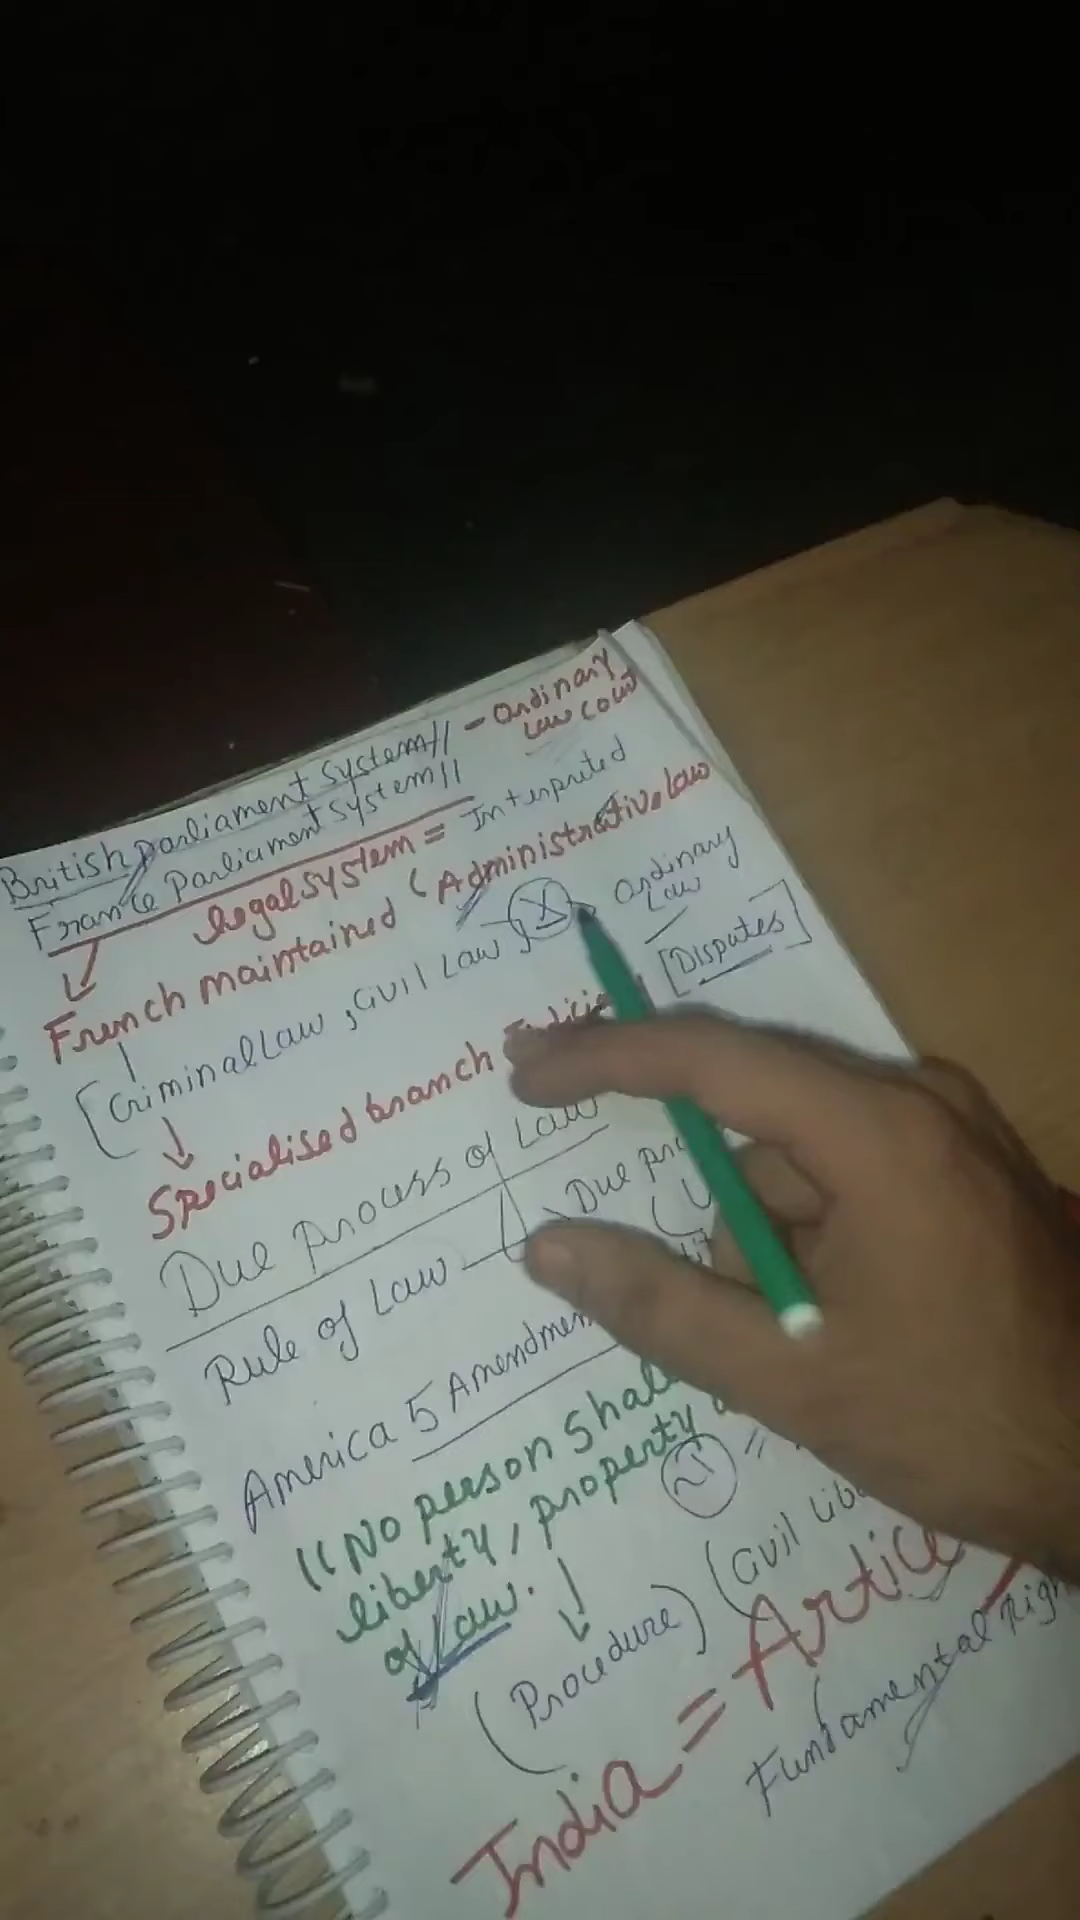 British parliament system // - ordinary
law court
France Parliament system //
legal system = Interpreted
French maintained ( Administrative law
[ Criminal Law , Civil Law , X ordinary
Law
[Disputes]
Specialised branch
Due process of Law
Rule of Law
Due pro
America 5 Amendmen
"No person shall
liberty, property
of Law.
(Procedure) (Civil Lib
India = Artic
Fundamental Righ